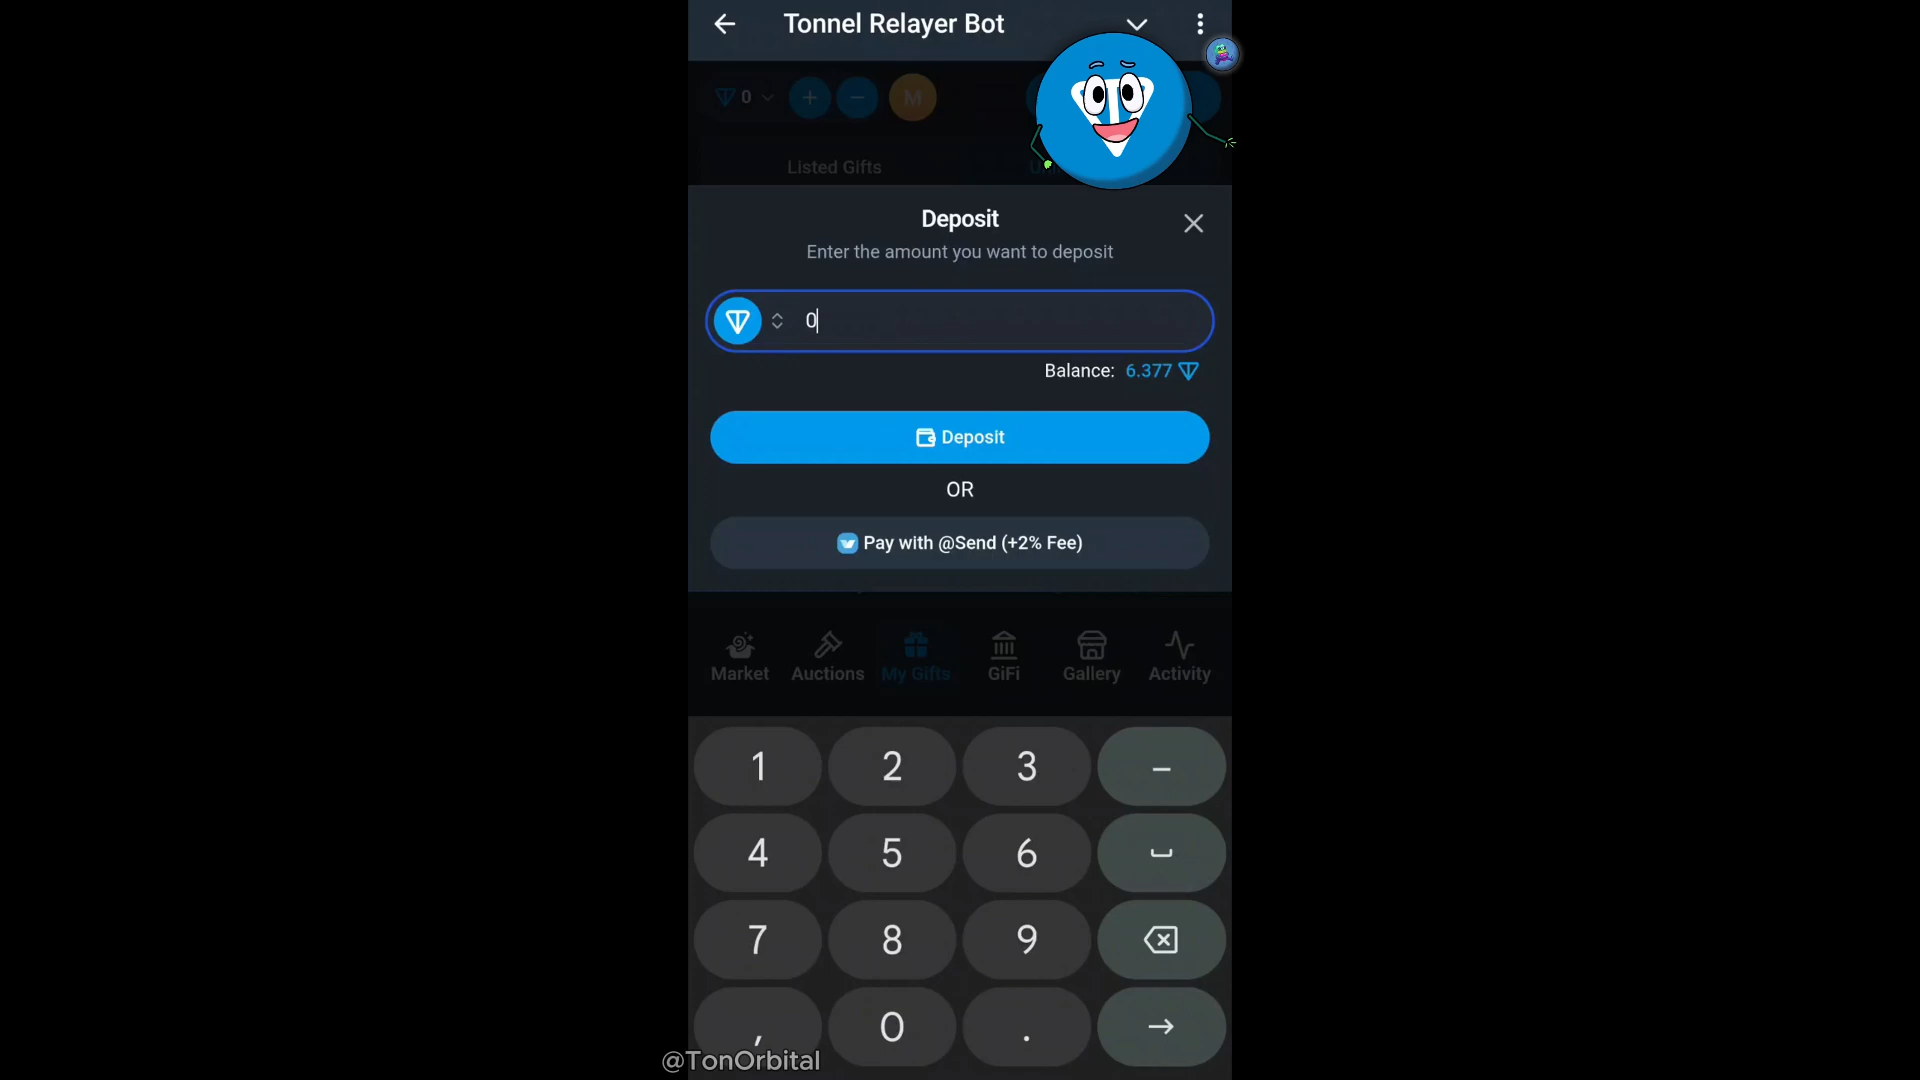 Tonnel Relayer Bot
0
+
−
M
Listed Gifts
Deposit
Enter the amount you want to deposit
0
Balance: 6.377
Deposit
OR
Pay with @Send (+2% Fee)
Market
Auctions
My Gifts
GiFi
Gallery
Activity
1 2 3 –
4 5 6
7 8 9
, 0 .
@TonOrbital